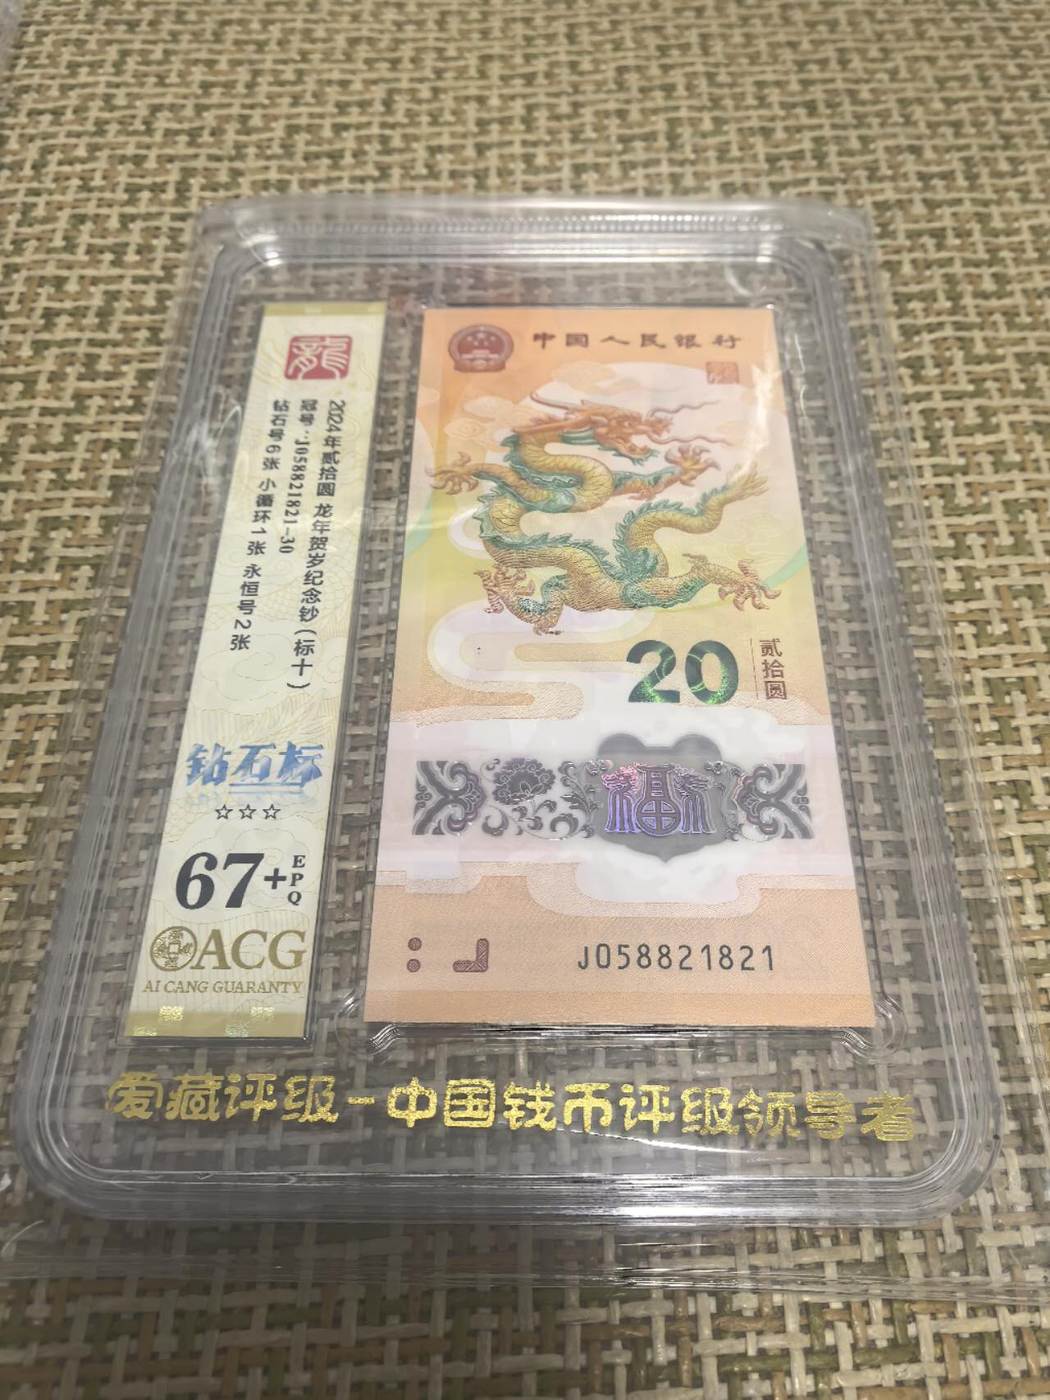 龍
2024年贰拾圆 龙年贺岁纪念钞(标十)
冠号:J058821821-30
钻石号6张 小循环1张 永恒号2张
钻石标
☆☆☆
67+EPQ
ACG
AI CANG GUARANTY
中国人民银行
20
贰拾圆
福
J058821821
爱藏评级-中国钱币评级领导者